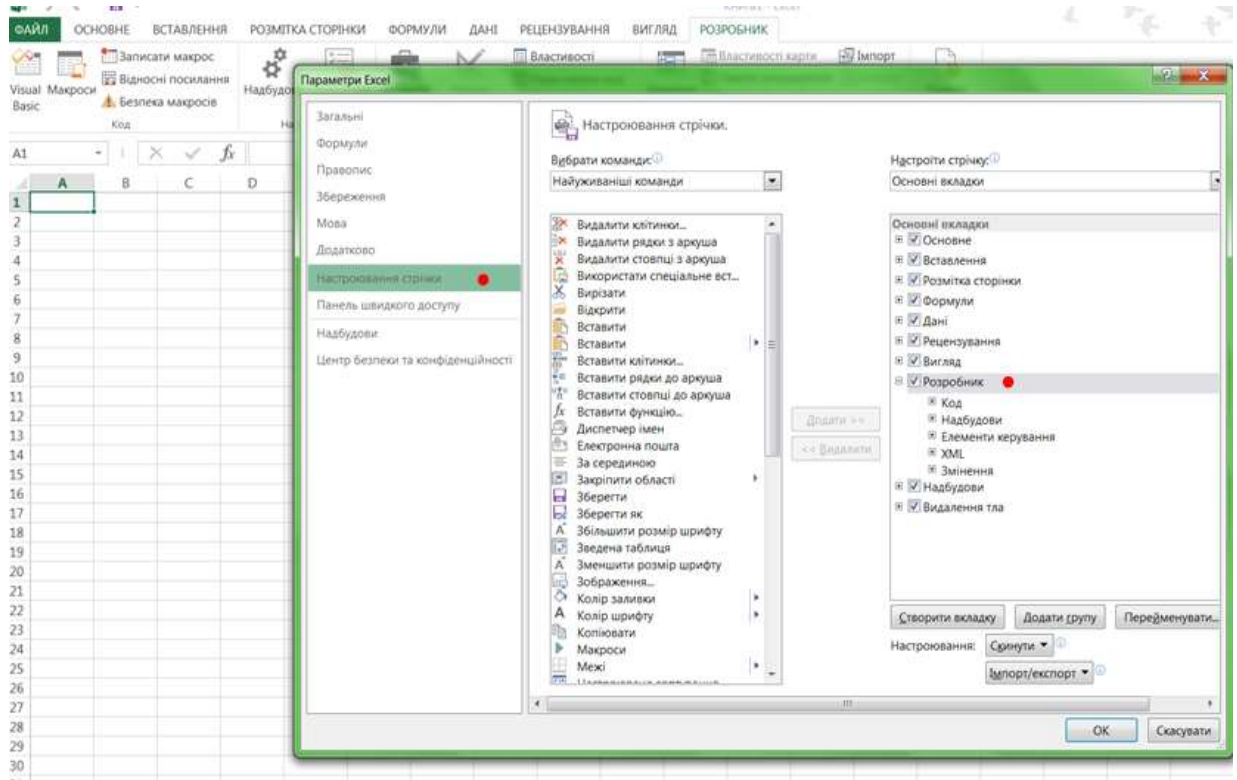 КНИГА1 - Excel
ФАЙЛ ОСНОВНЕ ВСТАВЛЕННЯ РОЗМІТКА СТОРІНКИ ФОРМУЛИ ДАНІ РЕЦЕНЗУВАННЯ ВИГЛЯД РОЗРОБНИК
Visual Basic
Макроси
Записати макрос
Відносні посилання
Безпека макросів
Код
Надбудо
На
Властивості
Властивості карти
Імпорт
A1
fx
A B C D
1
2
3
4
5
6
7
8
9
10
11
12
13
14
15
16
17
18
19
20
21
22
23
24
25
26
27
28
29
30
Параметри Excel
Загальні
Формули
Правопис
Збереження
Мова
Додатково
Настроювання стрічки
Панель швидкого доступу
Надбудови
Центр безпеки та конфіденційності
Настроювання стрічки.
Вибрати команди:
Найуживаніші команди
Видалити клітинки...
Видалити рядки з аркуша
Видалити стовпці з аркуша
Використати спеціальне вст...
Вирізати
Відкрити
Вставити
Вставити
Вставити клітинки...
Вставити рядки до аркуша
Вставити стовпці до аркуша
Вставити функцію...
Диспетчер імен
Електронна пошта
За серединою
Закріпити області
Зберегти
Зберегти як
Збільшити розмір шрифту
Зведена таблиця
Зменшити розмір шрифту
Зображення...
Колір заливки
Колір шрифту
Копіювати
Макроси
Межі
Додати >>
<< Видалити
Настроїти стрічку:
Основні вкладки
Основні вкладки
Основне
Вставлення
Розмітка сторінки
Формули
Дані
Рецензування
Вигляд
Розробник
Код
Надбудови
Елементи керування
XML
Змінення
Надбудови
Видалення тла
Створити вкладку Додати групу Перейменувати...
Настроювання: Скинути
Імпорт/експорт
ОК Скасувати